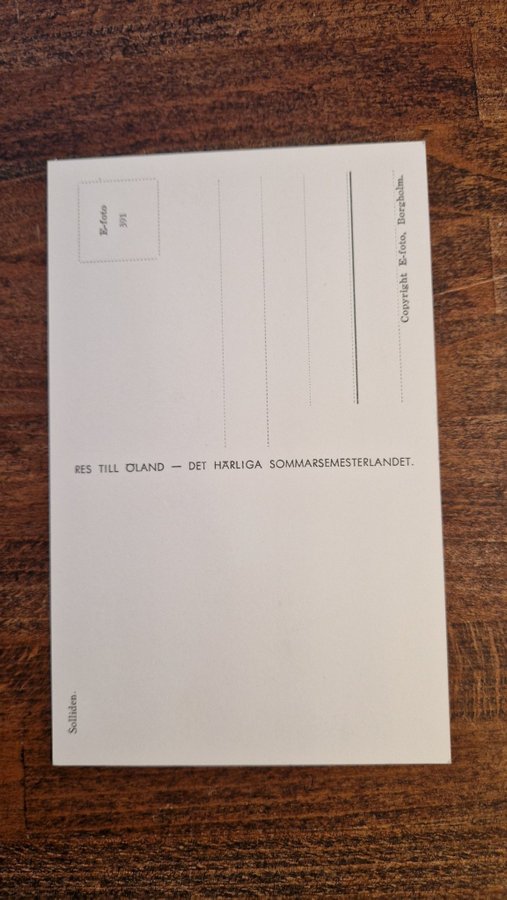 Solliden.
RES TILL ÖLAND — DET HÄRLIGA SOMMARSEMESTERLANDET.
E-foto
391
Copyright E-foto, Borgholm.